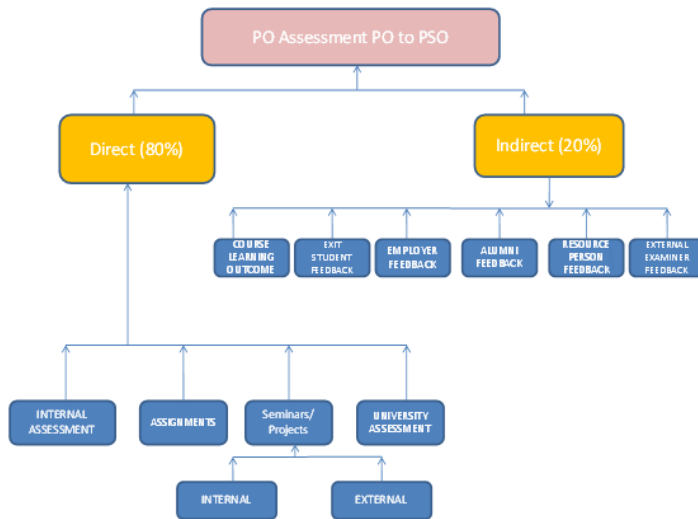 PO Assessment PO to PSO
Direct (80%)
Indirect (20%)
COURSE
LEARNING
OUTCOME
EXIT
STUDENT
FEEDBACK
EMPLOYER
FEEDBACK
ALUMNI
FEEDBACK
RESOURCE
PERSON
FEEDBACK
EXTERNAL
EXAMINER
FEEDBACK
INTERNAL
ASSESSMENT
ASSIGNMENTS
Seminars/
Projects
UNIVERSITY
ASSESSMENT
INTERNAL
EXTERNAL